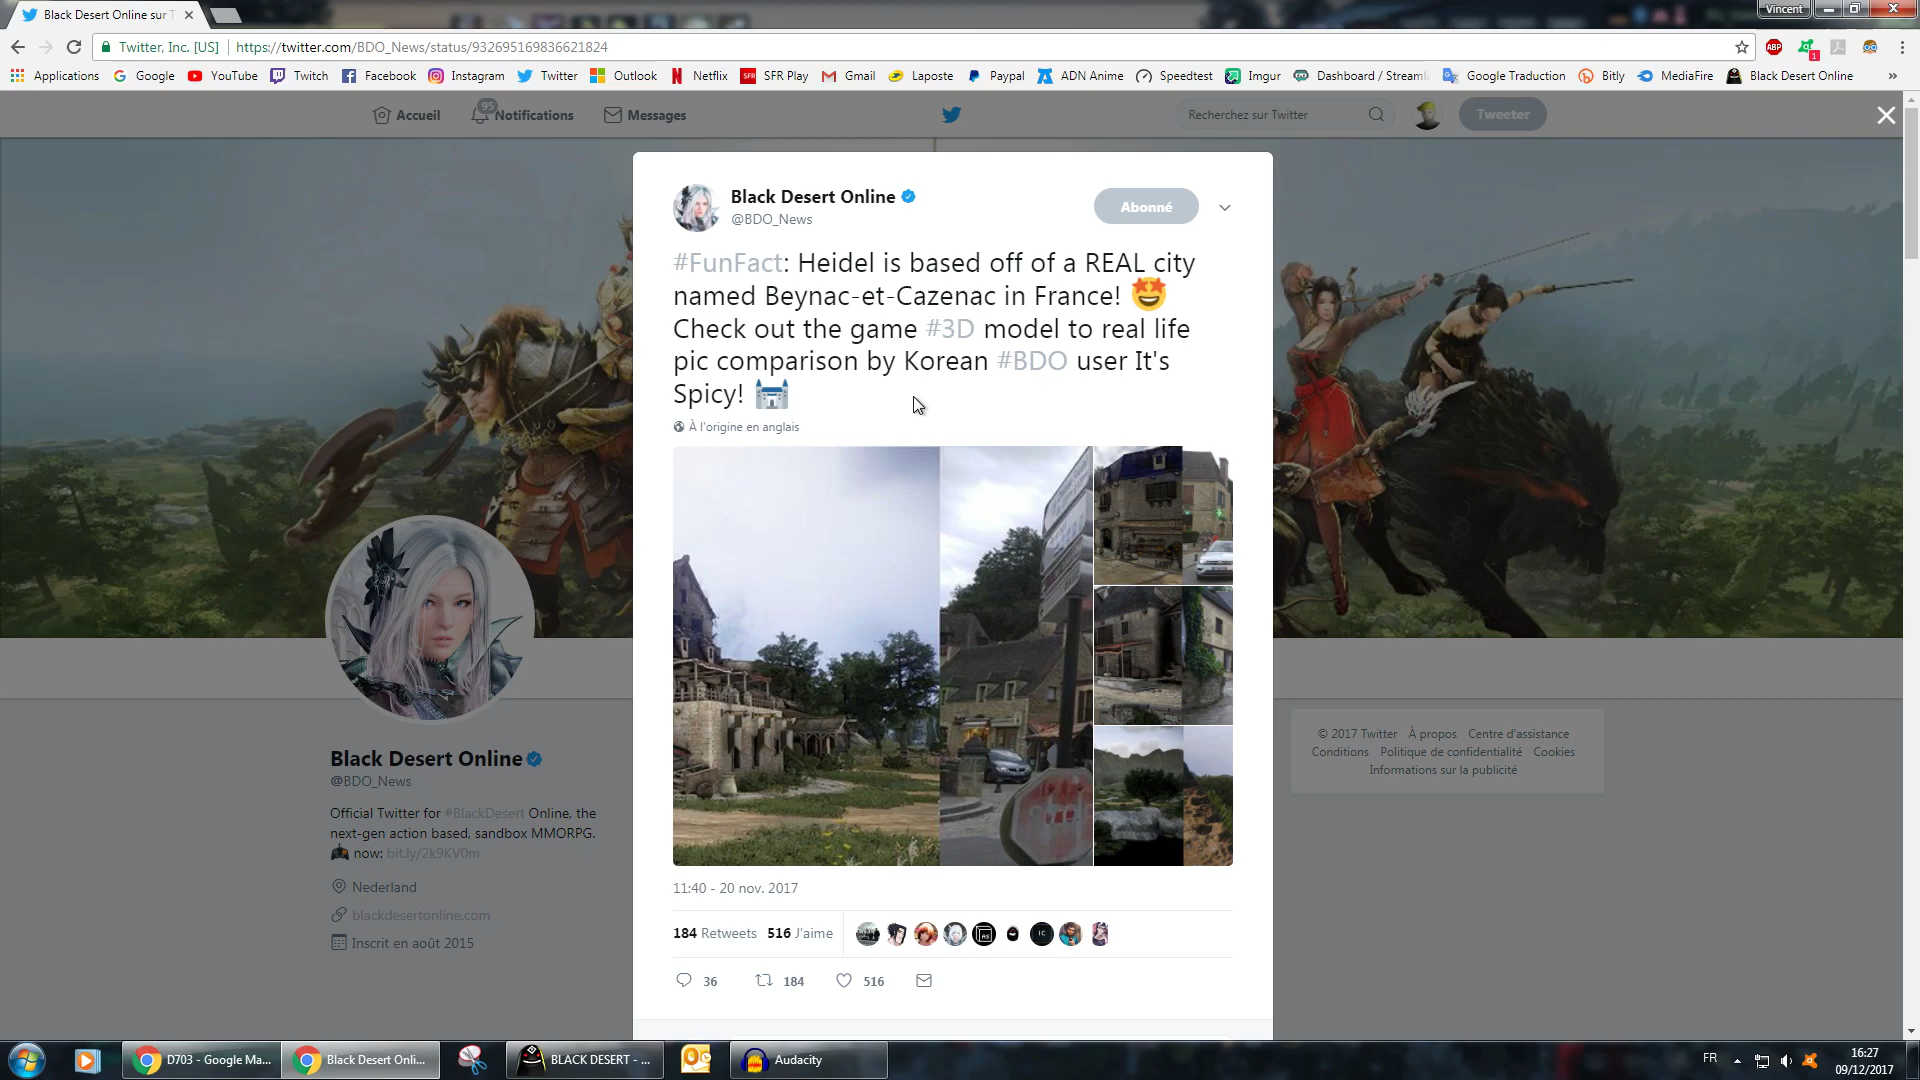 Black Desert Online sur T
Vincent
Twitter, Inc. [US]
https://twitter.com/BDO_News/status/932695169836621824
ABP
1
Applications
Google
YouTube
Twitch
Facebook
Instagram
Twitter
Outlook
Netflix
SFR Play
Gmail
Laposte
Paypal
ADN Anime
Speedtest
Imgur
Dashboard / Streaml
Google Traduction
Bitly
MediaFire
Black Desert Online
»
Accueil
95
Notifications
Messages
Recherchez sur Twitter
Tweeter
Black Desert Online
@BDO_News
Abonné
#FunFact: Heidel is based off of a REAL city
named Beynac-et-Cazenac in France! 🤩
Check out the game #3D model to real life
pic comparison by Korean #BDO user It's
Spicy! 🏰
À l'origine en anglais
11:40 - 20 nov. 2017
184 Retweets 516 J'aime
36
184
516
Black Desert Online
@BDO_News
Official Twitter for #BlackDesert Online, the
next-gen action based, sandbox MMORPG.
now: bit.ly/2k9KV0m
Nederland
blackdesertonline.com
Inscrit en août 2015
© 2017 Twitter À propos Centre d'assistance
Conditions Politique de confidentialité Cookies
Informations sur la publicité
D703 - Google Ma...
Black Desert Onli...
BLACK DESERT - ...
Audacity
FR
16:27
09/12/2017